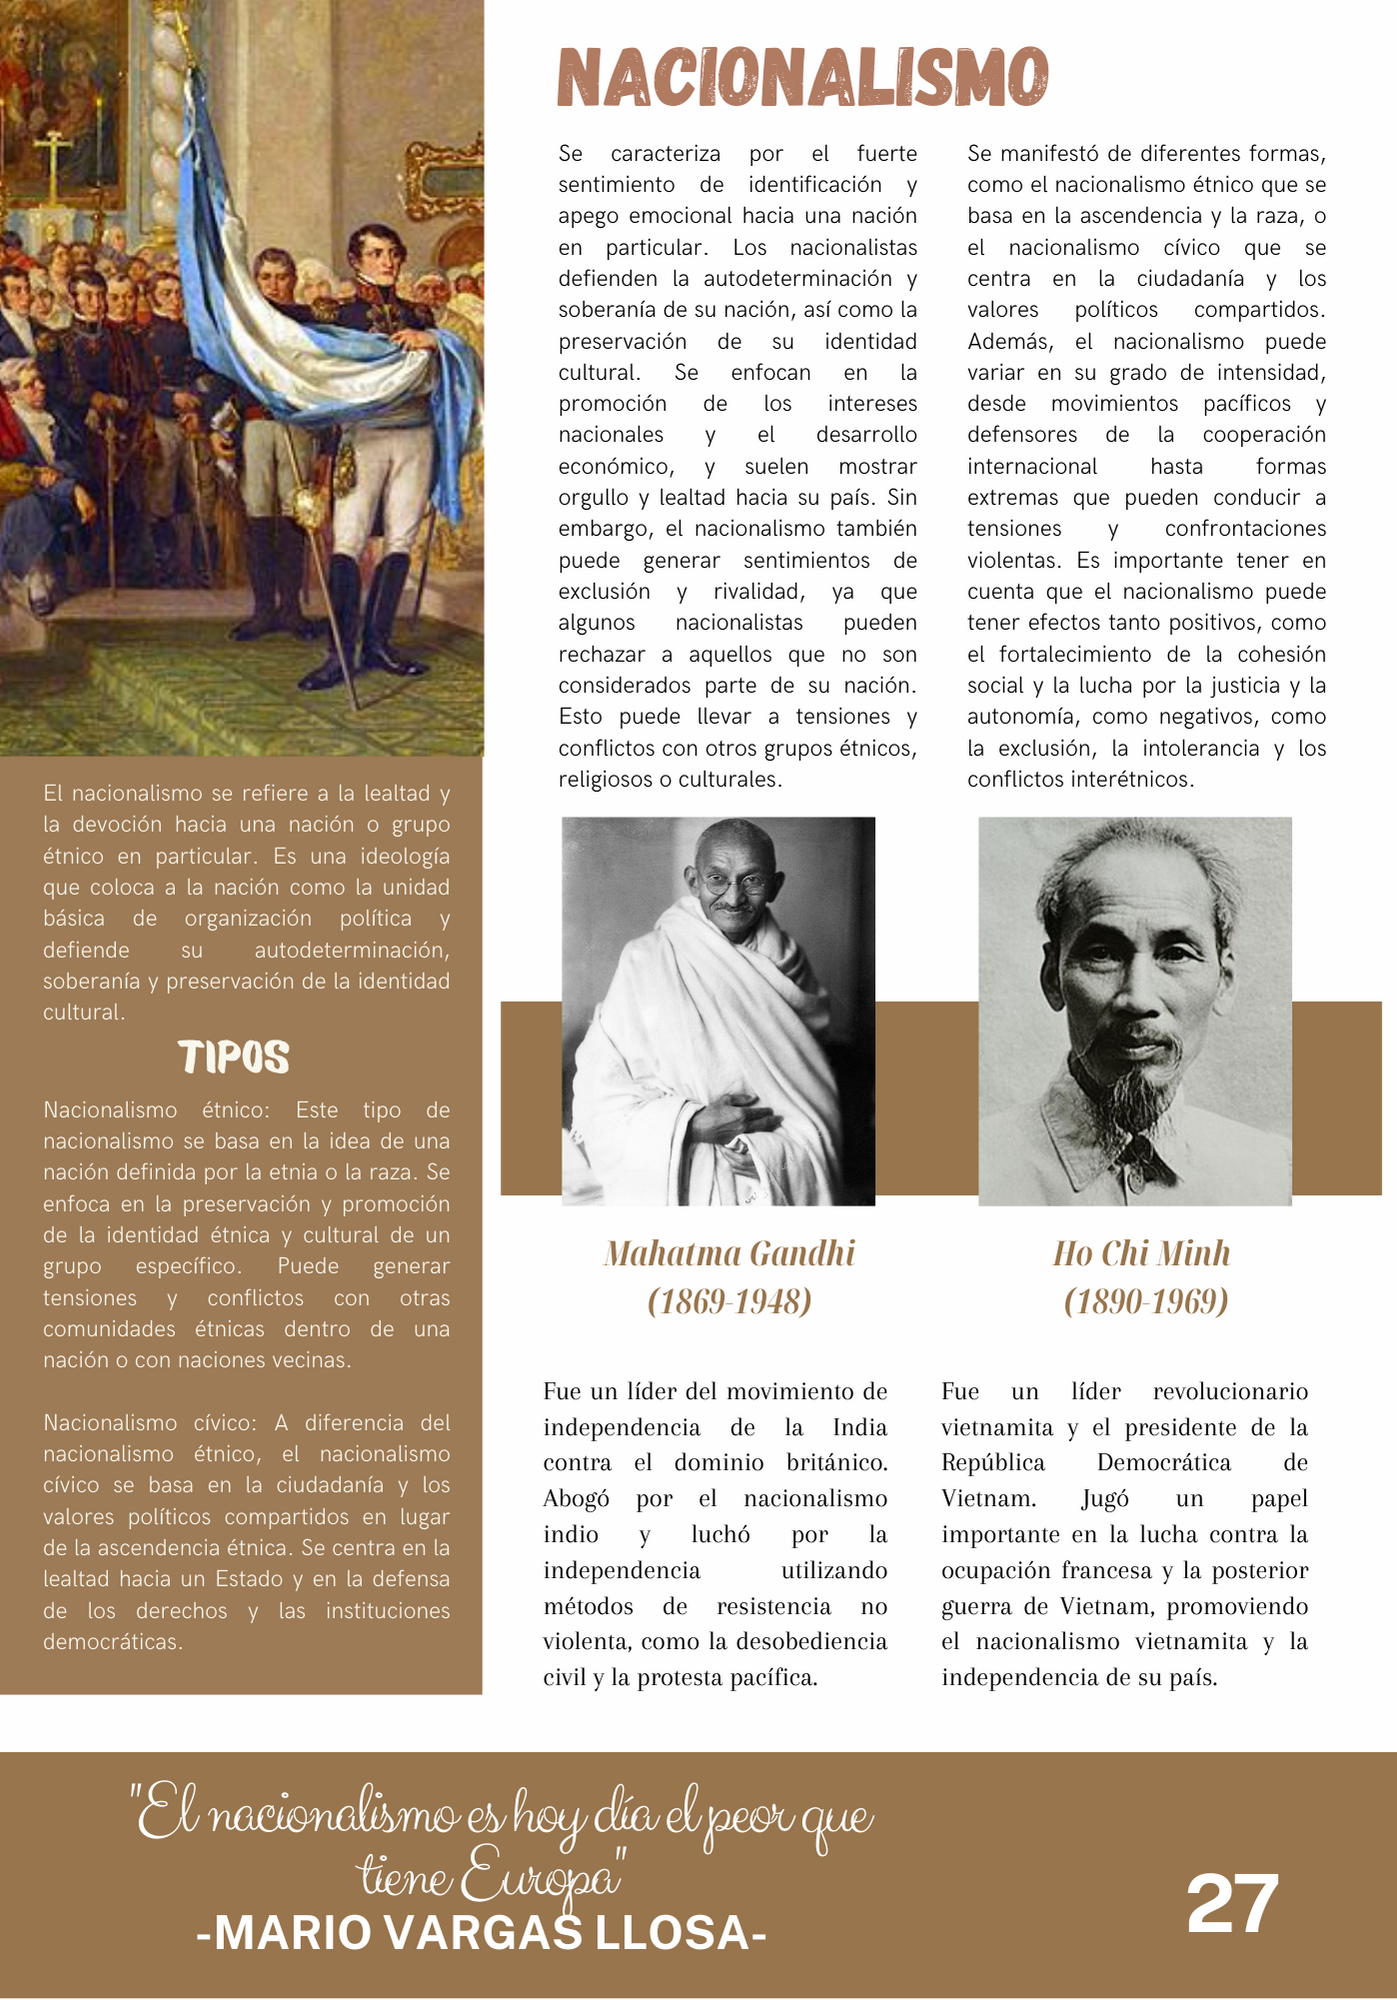 NACIONALISMO
Se caracteriza por el fuerte
sentimiento de identificación y
apego emocional hacia una nación
en particular. Los nacionalistas
defienden la autodeterminación y
soberanía de su nación, así como la
preservación de su identidad
cultural. Se enfocan en la
promoción de los intereses
nacionales y el desarrollo
económico, y suelen mostrar
orgullo y lealtad hacia su país. Sin
embargo, el nacionalismo también
puede generar sentimientos de
exclusión y rivalidad, ya que
algunos nacionalistas pueden
rechazar a aquellos que no son
considerados parte de su nación.
Esto puede llevar a tensiones y
conflictos con otros grupos étnicos,
religiosos o culturales.
Se manifestó de diferentes formas,
como el nacionalismo étnico que se
basa en la ascendencia y la raza, o
el nacionalismo cívico que se
centra en la ciudadanía y los
valores políticos compartidos.
Además, el nacionalismo puede
variar en su grado de intensidad,
desde movimientos pacíficos y
defensores de la cooperación
internacional hasta formas
extremas que pueden conducir a
tensiones y confrontaciones
violentas. Es importante tener en
cuenta que el nacionalismo puede
tener efectos tanto positivos, como
el fortalecimiento de la cohesión
social y la lucha por la justicia y la
autonomía, como negativos, como
la exclusión, la intolerancia y los
conflictos interétnicos.
El nacionalismo se refiere a la lealtad y
la devoción hacia una nación o grupo
étnico en particular. Es una ideología
que coloca a la nación como la unidad
básica de organización política y
defiende su autodeterminación,
soberanía y preservación de la identidad
cultural.
TIPOS
Nacionalismo étnico: Este tipo de
nacionalismo se basa en la idea de una
nación definida por la etnia o la raza. Se
enfoca en la preservación y promoción
de la identidad étnica y cultural de un
grupo específico. Puede generar
tensiones y conflictos con otras
comunidades étnicas dentro de una
nación o con naciones vecinas.
Nacionalismo cívico: A diferencia del
nacionalismo étnico, el nacionalismo
cívico se basa en la ciudadanía y los
valores políticos compartidos en lugar
de la ascendencia étnica. Se centra en la
lealtad hacia un Estado y en la defensa
de los derechos y las instituciones
democráticas.
Mahatma Gandhi
(1869-1948)
Fue un líder del movimiento de
independencia de la India
contra el dominio británico.
Abogó por el nacionalismo
indio y luchó por la
independencia utilizando
métodos de resistencia no
violenta, como la desobediencia
civil y la protesta pacífica.
Ho Chi Minh
(1890-1969)
Fue un líder revolucionario
vietnamita y el presidente de la
República Democrática de
Vietnam. Jugó un papel
importante en la lucha contra la
ocupación francesa y la posterior
guerra de Vietnam, promoviendo
el nacionalismo vietnamita y la
independencia de su país.
"El nacionalismo es hoy día el peor que
tiene Europa"
-MARIO VARGAS LLOSA-
27